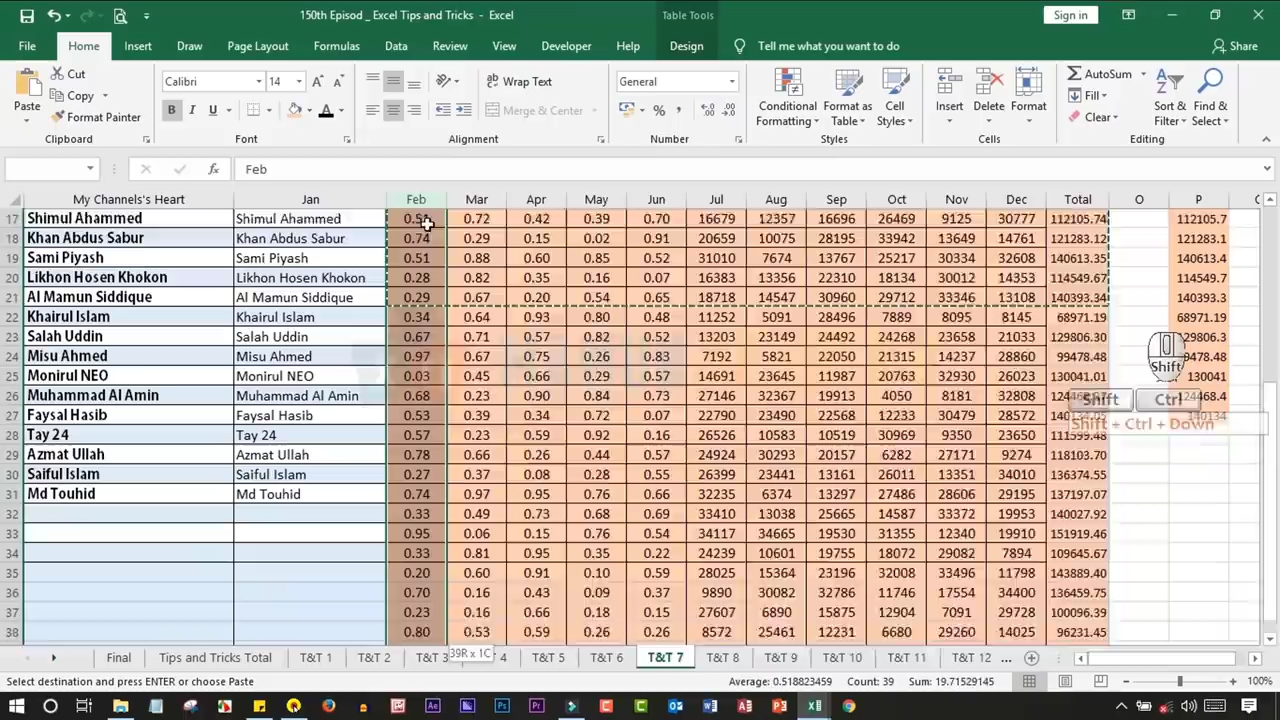 150th Episod _ Excel Tips and Tricks - Excel
Table Tools
Sign in
File Home Insert Draw Page Layout Formulas Data Review View Developer Help Design Tell me what you want to do Share
Paste
Cut
Copy
Format Painter
Calibri 14
B I U
Wrap Text
Merge & Center
General
Conditional Formatting
Format as Table
Cell Styles
Insert
Delete
Format
AutoSum
Fill
Clear
Sort & Filter
Find & Select
Clipboard Font Alignment Number Styles Cells Editing
fx Feb
My Channels's Heart Jan Feb Mar Apr May Jun Jul Aug Sep Oct Nov Dec Total O P
17 Shimul Ahammed Shimul Ahammed 0.72 0.42 0.39 0.70 16679 12357 16696 26469 9125 30777 112105.74 112105.7
18 Khan Abdus Sabur Khan Abdus Sabur 0.74 0.29 0.15 0.02 0.91 20659 10075 28195 33942 13649 14761 121283.12 121283.1
19 Sami Piyash Sami Piyash 0.51 0.88 0.60 0.85 0.52 31010 7674 13767 25217 30334 32608 140613.35 140613.4
20 Likhon Hosen Khokon Likhon Hosen Khokon 0.28 0.82 0.35 0.16 0.07 16383 13356 22310 18134 30012 14353 114549.67 114549.7
21 Al Mamun Siddique Al Mamun Siddique 0.29 0.67 0.20 0.54 0.65 18718 14547 30960 29712 33346 13108 140393.34 140393.3
22 Khairul Islam Khairul Islam 0.34 0.64 0.57 0.80 0.48 11252 5091 28496 7889 8095 8145 68971.19 68971.19
23 Salah Uddin Salah Uddin 0.67 0.71 0.57 0.93 0.82 13203 29149 24492 24268 23658 21033 129806.30 129806.3
24 Misu Ahmed Misu Ahmed 0.97 0.67 0.75 0.26 0.83 7192 5821 22050 21315 14237 28860 99478.48 9478.48
25 Monirul NEO Monirul NEO 0.03 0.45 0.66 0.29 0.57 14691 23645 11987 20763 32930 26023 130041.01 130041
26 Muhammad Al Amin Muhammad Al Amin 0.68 0.23 0.90 0.84 0.73 27146 32367 19913 4050 8181 32808 124468.4
27 Faysal Hasib Faysal Hasib 0.53 0.39 0.34 0.72 0.07 22790 23490 22568 12233 30479 28572 140134
28 Tay 24 Tay 24 0.57 0.23 0.59 0.92 0.16 26526 10583 10519 30969 9350 23650 111599.48
29 Azmat Ullah Azmat Ullah 0.78 0.66 0.26 0.44 0.57 24924 30293 20157 6282 27171 9274 118103.70
30 Saiful Islam Saiful Islam 0.27 0.37 0.08 0.28 0.55 26399 23441 13161 26011 13351 34010 136374.55
31 Md Touhid Md Touhid 0.74 0.97 0.95 0.76 0.66 32235 6374 13297 27486 28606 29195 137197.07
32 0.33 0.49 0.73 0.68 0.69 33410 13038 25665 14587 33372 19953 140027.92
33 0.95 0.06 0.15 0.76 0.54 34117 64665 19530 31355 12340 19910 151919.46
34 0.33 0.81 0.95 0.35 0.22 24239 10601 19755 18072 29082 7894 109645.67
35 0.20 0.60 0.91 0.10 0.59 28025 15364 23196 32008 33496 11798 143889.40
36 0.70 0.16 0.43 0.09 0.37 9890 30082 32786 11746 17564 34400 136459.75
37 0.23 0.66 0.18 0.15 27607 6890 15875 12904 7091 29728 100096.39
38 0.80 0.53 0.59 0.26 0.26 8572 25461 12231 6680 29260 14025 96231.45
Shift
Shift Ctrl
Shift + Ctrl + Down
39R x 1C
Final Tips and Tricks Total T&T 1 T&T 2 T&T 3 4 T&T 5 T&T 6 T&T 7 T&T 8 T&T 9 T&T 10 T&T 11 T&T 12 ...
Select destination and press ENTER or choose Paste Average: 0.518823459 Count: 39 Sum: 19.71529145 100%